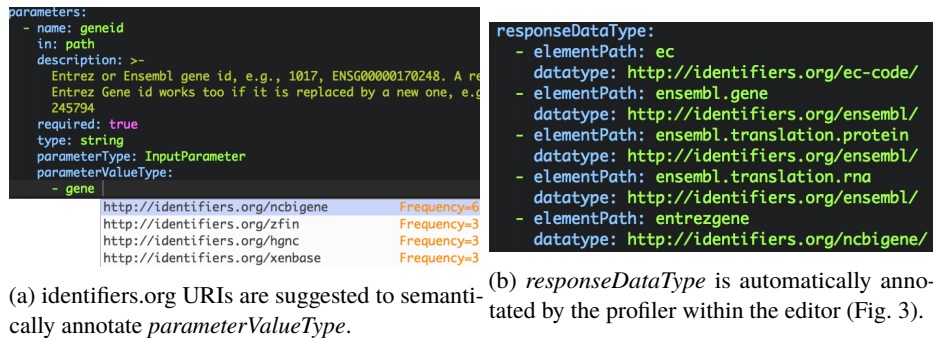 parameters:
- name: geneid
in: path
description: >-
Entrez or Ensembl gene id, e.g., 1017, ENSG00000170248. A re
Entrez Gene id works too if it is replaced by a new one, e.g
245794
required: true
type: string
parameterType: InputParameter
parameterValueType:
- gene
http://identifiers.org/ncbigene Frequency=6
http://identifiers.org/zfin Frequency=3
http://identifiers.org/hgnc Frequency=3
http://identifiers.org/xenbase Frequency=3
(a) identifiers.org URIs are suggested to semanti-
cally annotate parameterValueType.
responseDataType:
- elementPath: ec
datatype: http://identifiers.org/ec-code/
- elementPath: ensembl.gene
datatype: http://identifiers.org/ensembl/
- elementPath: ensembl.translation.protein
datatype: http://identifiers.org/ensembl/
- elementPath: ensembl.translation.rna
datatype: http://identifiers.org/ensembl/
- elementPath: entrezgene
datatype: http://identifiers.org/ncbigene/
(b) responseDataType is automatically anno-
tated by the profiler within the editor (Fig. 3).